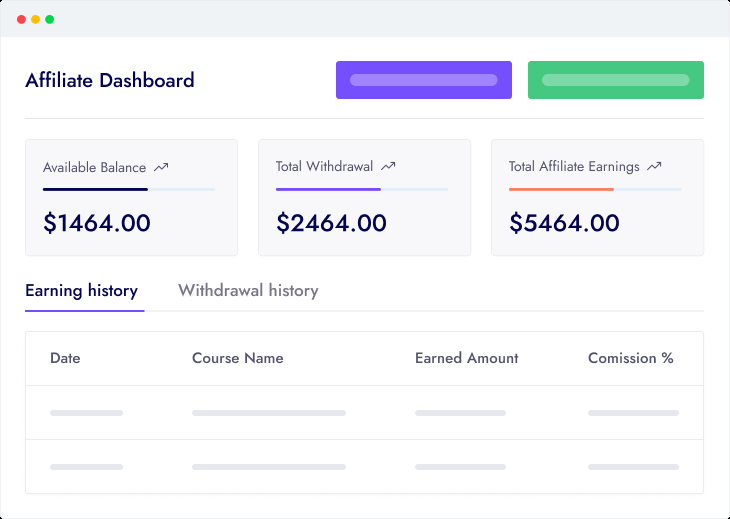 Affiliate Dashboard
Available Balance
Total Withdrawal
Total Affiliate Earnings
$1464.00
$2464.00
$5464.00
Earning history
Withdrawal history
Date
Course Name
Earned Amount
Comission %